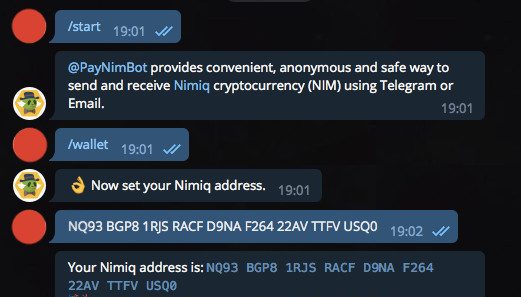 /start 19:01
@PayNimBot provides convenient, anonymous and safe way to
send and receive Nimiq cryptocurrency (NIM) using Telegram or
Email.
19:01
/wallet 19:01
👌 Now set your Nimiq address. 19:01
NQ93 BGP8 1RJS RACF D9NA F264 22AV TTFV USQ0 19:02
Your Nimiq address is: NQ93 BGP8 1RJS RACF D9NA F264
22AV TTFV USQ0